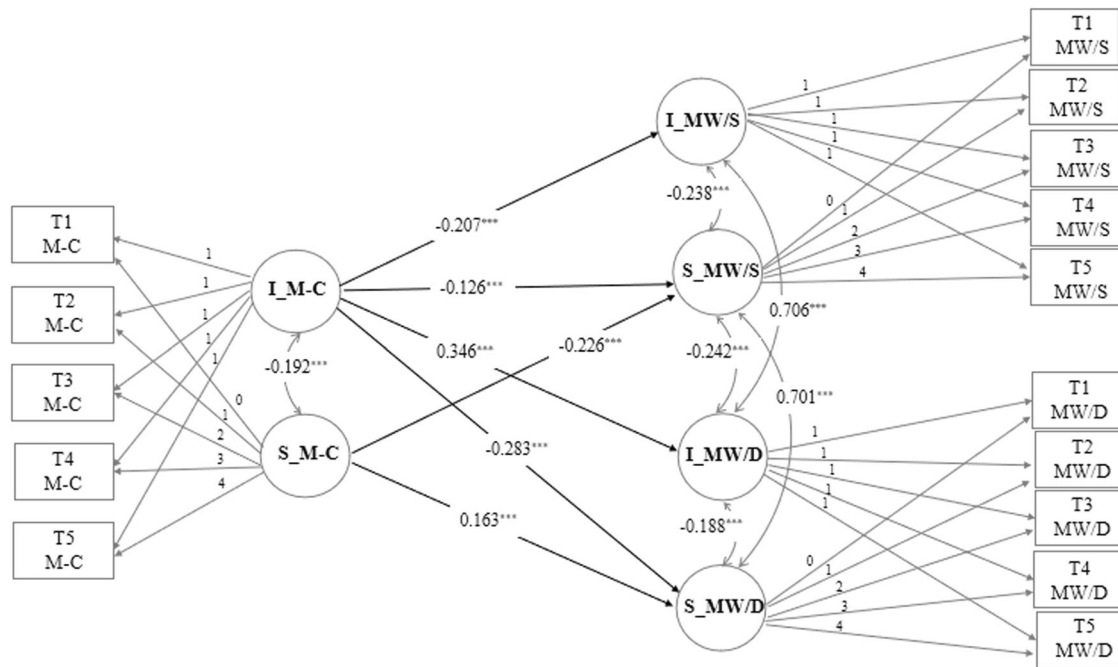 T1
M-C
T2
M-C
T3
M-C
T4
M-C
T5
M-C
1
1
1
1
1
0
1
2
3
4
I_M-C
-0.192***
S_M-C
-0.207***
-0.126***
0.346***
-0.226***
-0.283***
0.163***
I_MW/S
-0.238***
S_MW/S
0.706***
-0.242***
0.701***
I_MW/D
-0.188***
S_MW/D
1
1
1
1
1
0
1
2
3
4
1
1
1
1
1
0
1
2
3
4
T1
MW/S
T2
MW/S
T3
MW/S
T4
MW/S
T5
MW/S
T1
MW/D
T2
MW/D
T3
MW/D
T4
MW/D
T5
MW/D